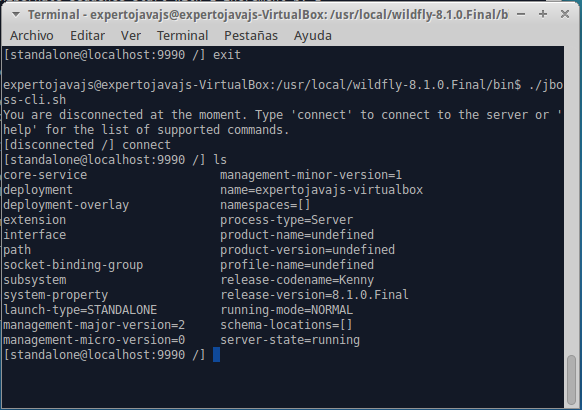 Terminal - expertojavajs@expertojavajs-VirtualBox: /usr/local/wildfly-8.1.0.Final/b
Archivo Editar Ver Terminal Pestañas Ayuda
[standalone@localhost:9990 /] exit
expertojavajs@expertojavajs-VirtualBox:/usr/local/wildfly-8.1.0.Final/bin$ ./jbo
ss-cli.sh
You are disconnected at the moment. Type 'connect' to connect to the server or '
help' for the list of supported commands.
[disconnected /] connect
[standalone@localhost:9990 /] ls
core-service management-minor-version=1
deployment name=expertojavajs-virtualbox
deployment-overlay namespaces=[]
extension process-type=Server
interface product-name=undefined
path product-version=undefined
socket-binding-group profile-name=undefined
subsystem release-codename=Kenny
system-property release-version=8.1.0.Final
launch-type=STANDALONE running-mode=NORMAL
management-major-version=2 schema-locations=[]
management-micro-version=0 server-state=running
[standalone@localhost:9990 /]